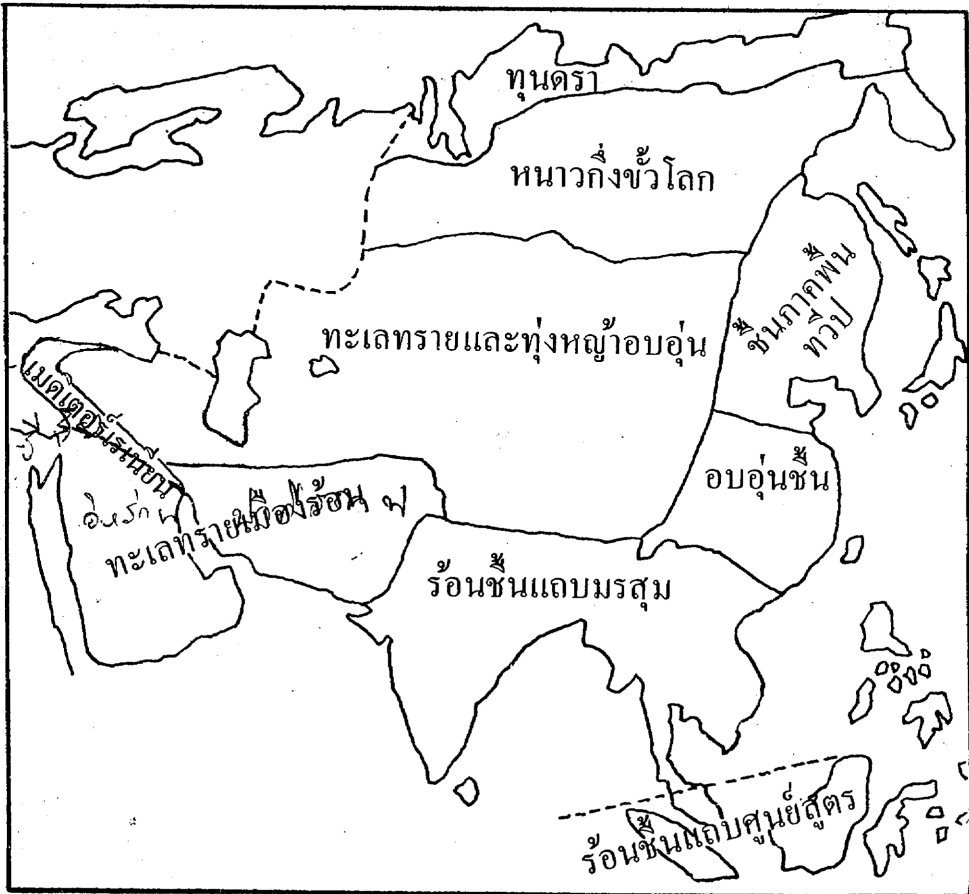 ทุนดรา
หนาวกึ่งขั้วโลก
ชื้นภาคพื้น
ทวีป
ทะเลทรายและทุ่งหญ้าอบอุ่น
เมดิเตอร์เรเนียน
อบอุ่นชื้น
ทะเลทรายเมืองร้อน
ร้อนชื้นแถบมรสุม
ร้อนชื้นแถบศูนย์สูตร